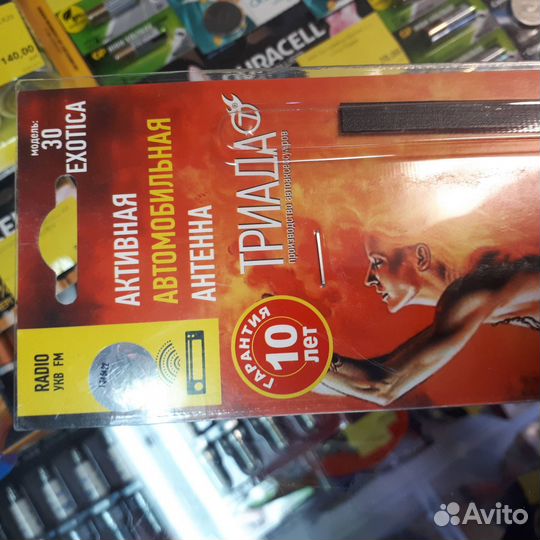 модель:
30
EXOTICA
АКТИВНАЯ
АВТОМОБИЛЬНАЯ
АНТЕННА
ТРИАДА
производство автоаксессуаров
RADIO
УКВ FM
ГАРАНТИЯ
10
ЛЕТ
DURACELL
140,00
Avito